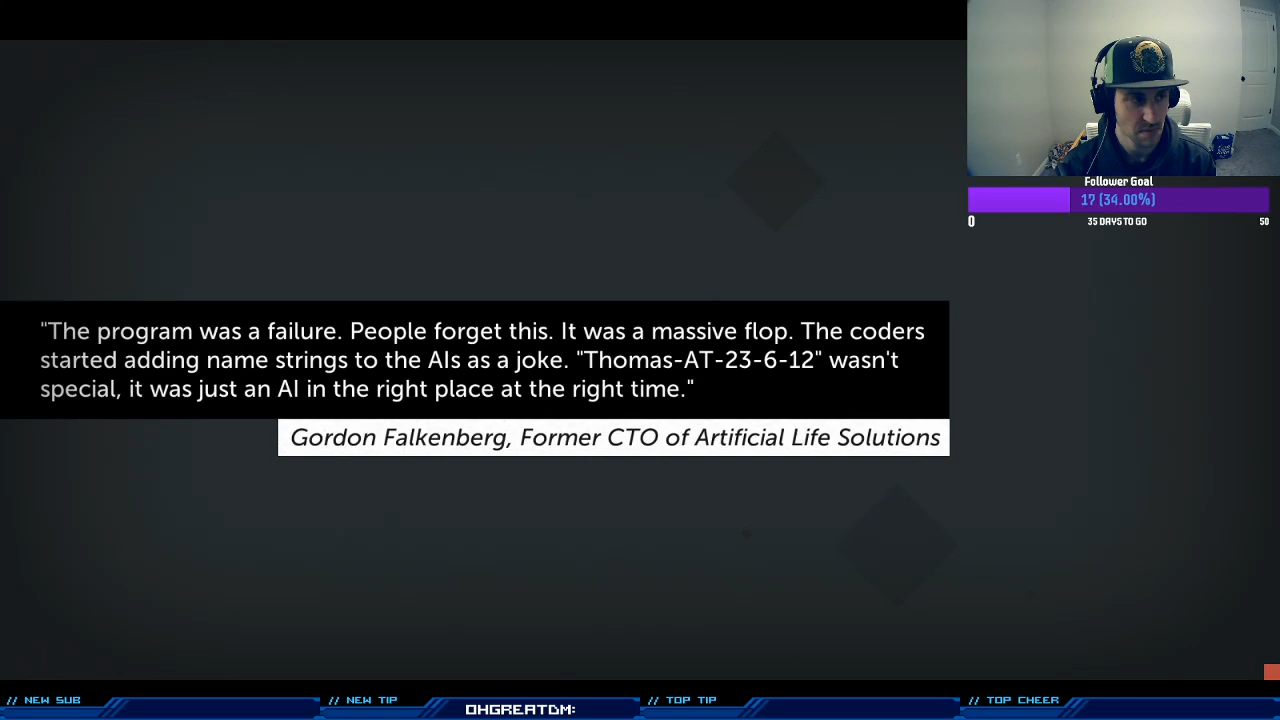 Follower Goal
17 (34.00%)
0
35 DAYS TO GO
50
"The program was a failure. People forget this. It was a massive flop. The coders
started adding name strings to the AIs as a joke. "Thomas-AT-23-6-12" wasn't
special, it was just an AI in the right place at the right time."
Gordon Falkenberg, Former CTO of Artificial Life Solutions
// NEW SUB
// NEW TIP
OHGREATDM:
// TOP TIP
// TOP CHEER